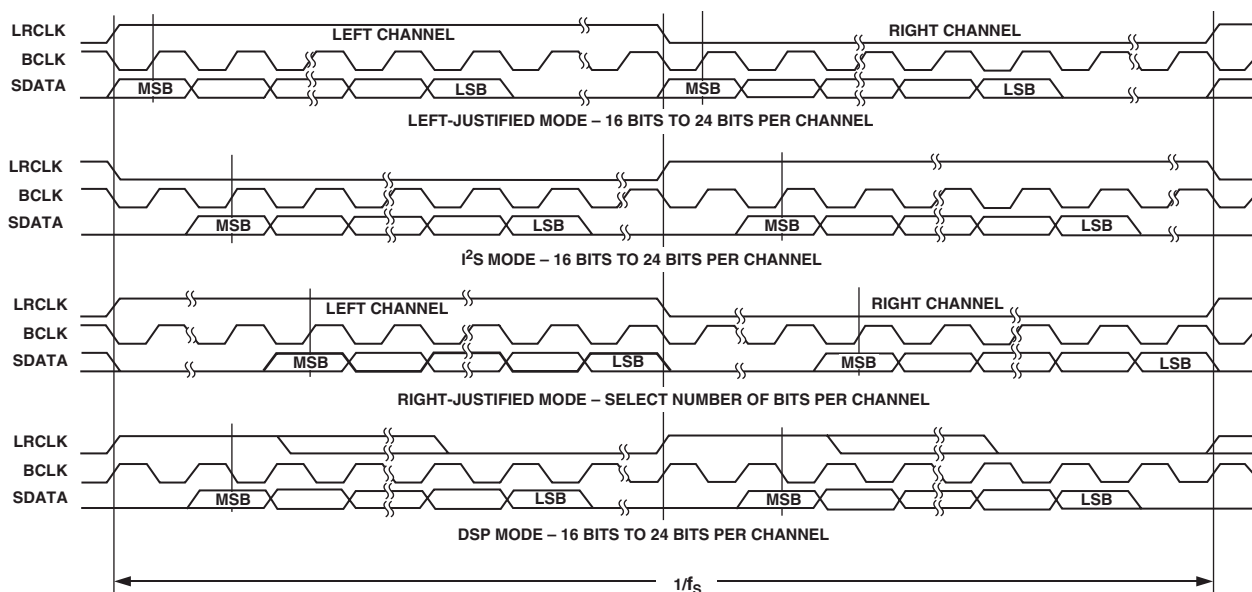 LRCLK LEFT CHANNEL RIGHT CHANNEL
BCLK
SDATA MSB LSB MSB LSB
LEFT-JUSTIFIED MODE – 16 BITS TO 24 BITS PER CHANNEL
LRCLK
BCLK
SDATA MSB LSB MSB LSB
I²S MODE – 16 BITS TO 24 BITS PER CHANNEL
LRCLK LEFT CHANNEL RIGHT CHANNEL
BCLK
SDATA MSB LSB MSB LSB
RIGHT-JUSTIFIED MODE – SELECT NUMBER OF BITS PER CHANNEL
LRCLK
BCLK
SDATA MSB LSB MSB LSB
DSP MODE – 16 BITS TO 24 BITS PER CHANNEL
1/fS